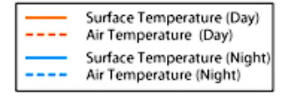 Surface Temperature (Day)
Air Temperature (Day)
Surface Temperature (Night)
Air Temperature (Night)